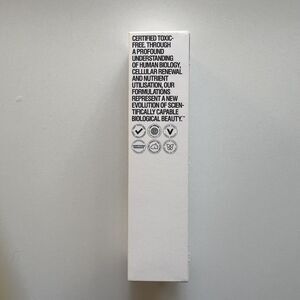 CERTIFIED TOXIC-
FREE. THROUGH
A PROFOUND
UNDERSTANDING
OF HUMAN BIOLOGY,
CELLULAR RENEWAL
AND NUTRIENT
UTILISATION, OUR
FORMULATIONS
REPRESENT A NEW
EVOLUTION OF SCIEN-
TIFICALLY CAPABLE
BIOLOGICAL BEAUTY.™